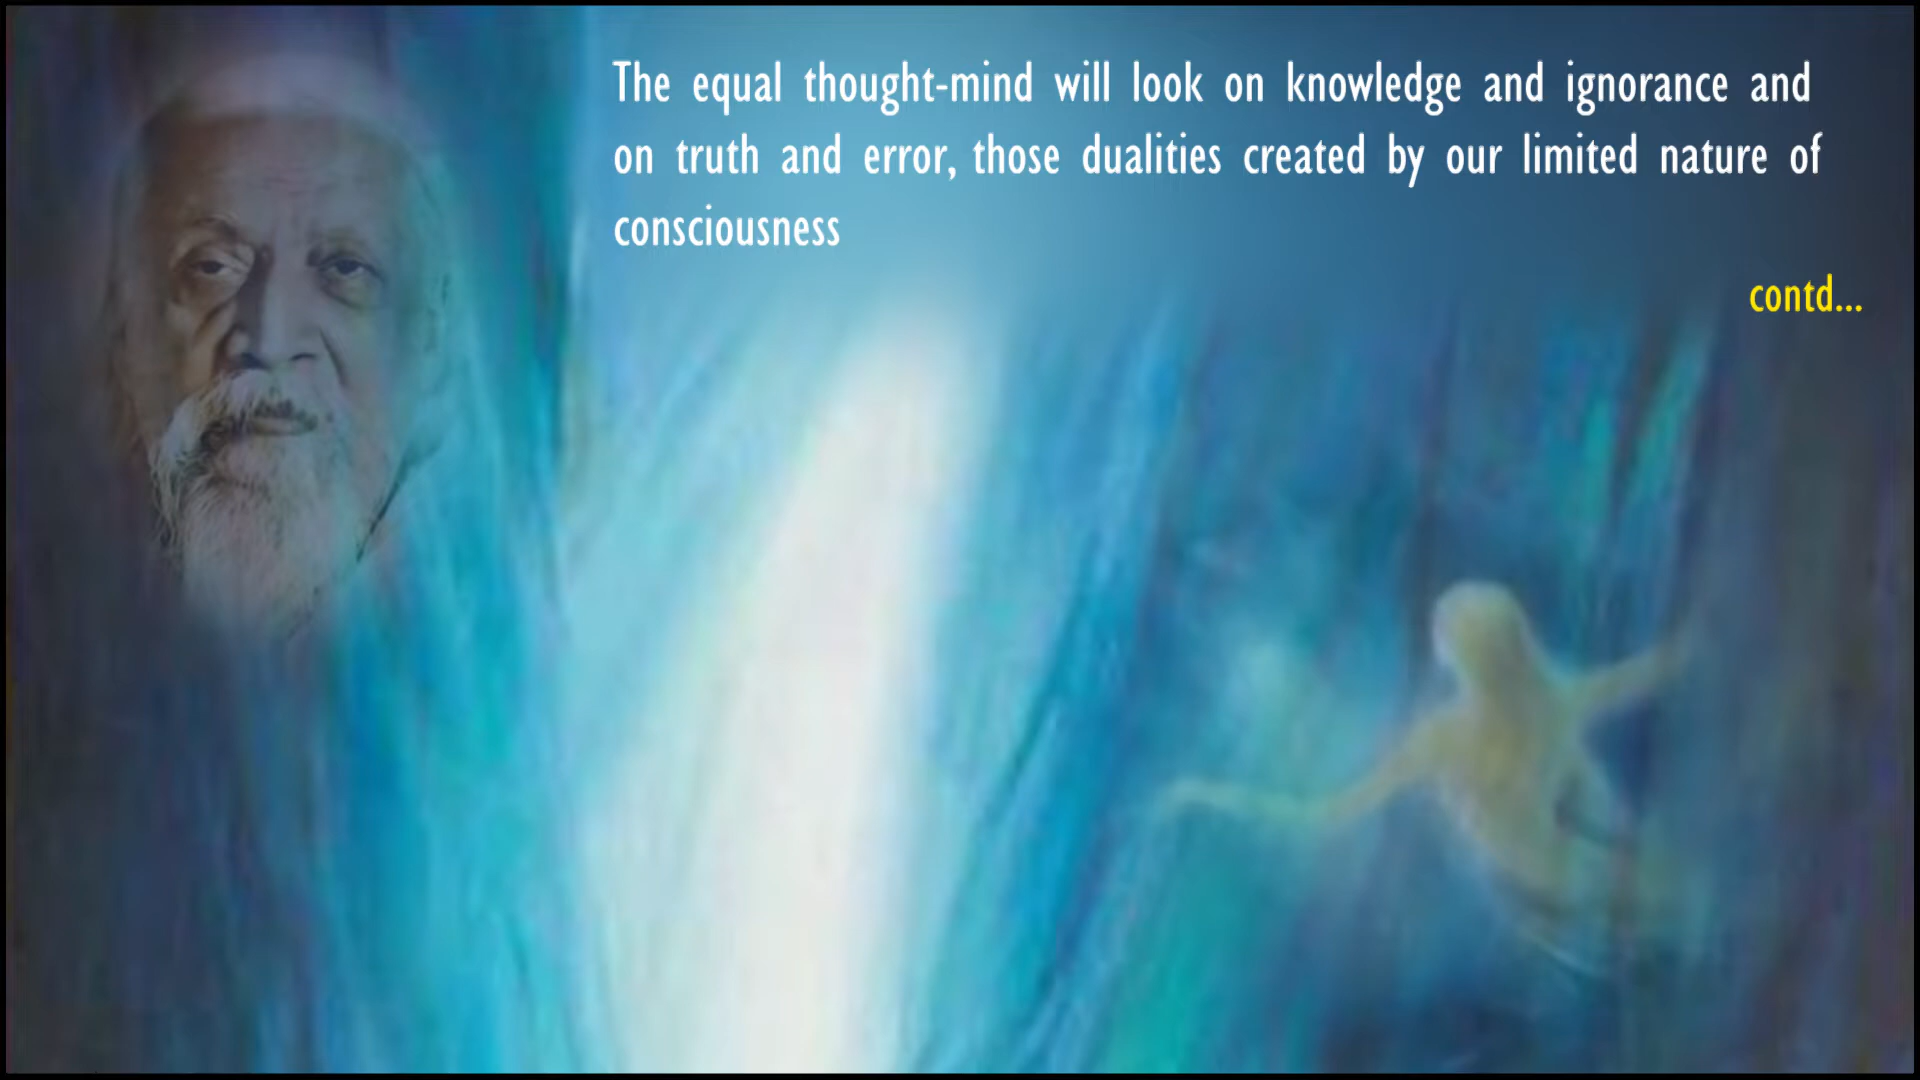 The equal thought-mind will look on knowledge and ignorance and
on truth and error, those dualities created by our limited nature of
consciousness
contd...